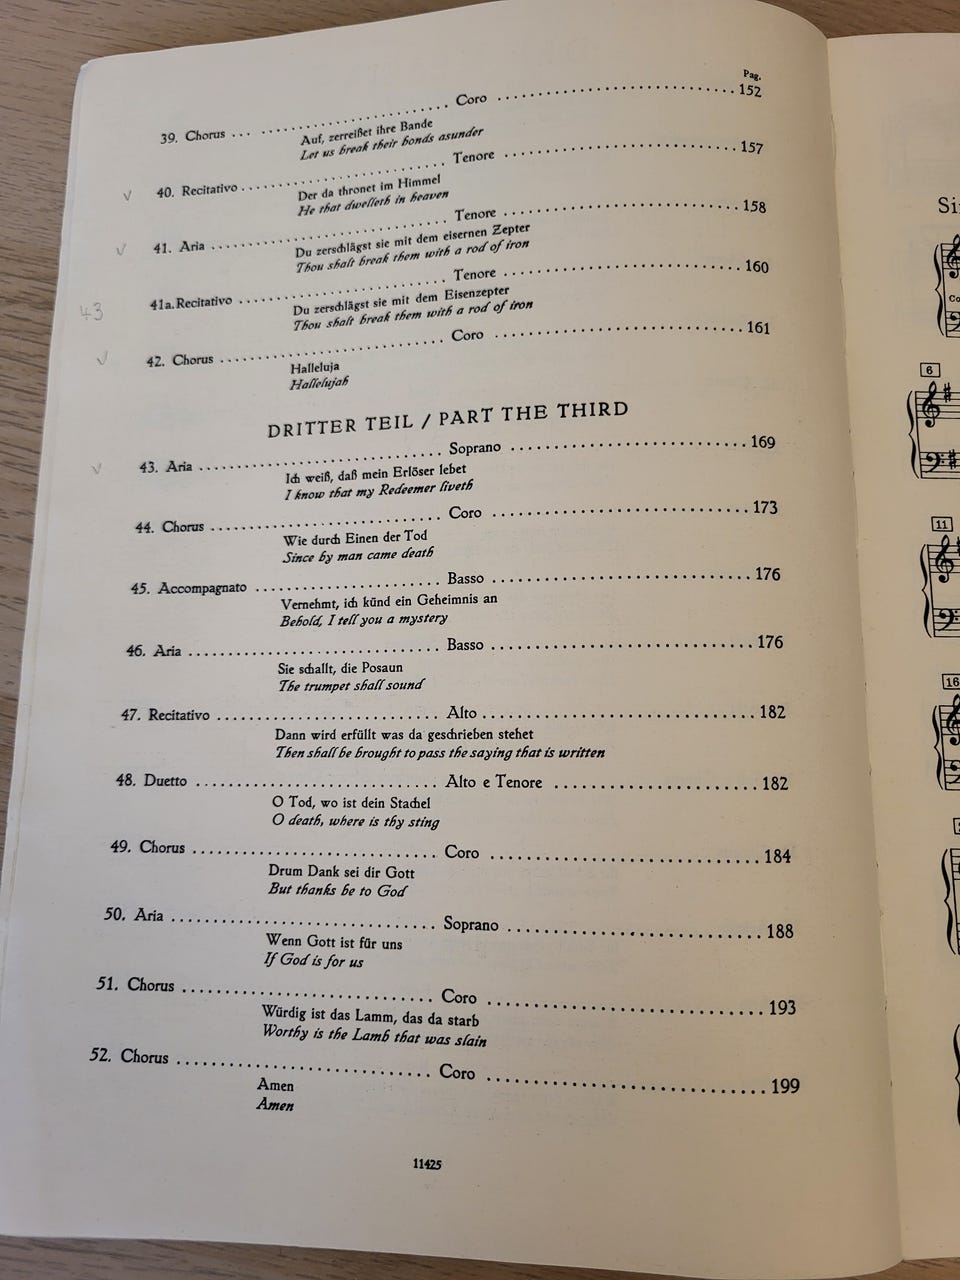 Pag.
39. Chorus ... ........................ Coro ........................ 152
Auf, zerreißet ihre Bande
Let us break their bonds asunder
√ 40. Recitativo ........................ Tenore ........................ 157
Der da thronet im Himmel
He that dwelleth in heaven
√ 41. Aria ........................ Tenore ........................ 158
Du zerschlägst sie mit dem eisernen Zepter
Thou shalt break them with a rod of iron
43 41a. Recitativo ........................ Tenore ........................ 160
Du zerschlägst sie mit dem Eisenzepter
Thou shalt break them with a rod of iron
√ 42. Chorus ........................ Coro ........................ 161
Halleluja
Hallelujah
DRITTER TEIL / PART THE THIRD
√ 43. Aria ........................ Soprano ........................ 169
Ich weiß, daß mein Erlöser lebet
I know that my Redeemer liveth
44. Chorus ........................ Coro ........................ 173
Wie durch Einen der Tod
Since by man came death
45. Accompagnato ........................ Basso ........................ 176
Vernehmt, ich künd ein Geheimnis an
Behold, I tell you a mystery
46. Aria ........................ Basso ........................ 176
Sie schallt, die Posaun
The trumpet shall sound
47. Recitativo ........................ Alto ........................ 182
Dann wird erfüllt was da geschrieben stehet
Then shall be brought to pass the saying that is written
48. Duetto ........................ Alto e Tenore ........................ 182
O Tod, wo ist dein Stachel
O death, where is thy sting
49. Chorus ........................ Coro ........................ 184
Drum Dank sei dir Gott
But thanks be to God
50. Aria ........................ Soprano ........................ 188
Wenn Gott ist für uns
If God is for us
51. Chorus ........................ Coro ........................ 193
Würdig ist das Lamm, das da starb
Worthy is the Lamb that was slain
52. Chorus ........................ Coro ........................ 199
Amen
Amen
11425
6
11
16